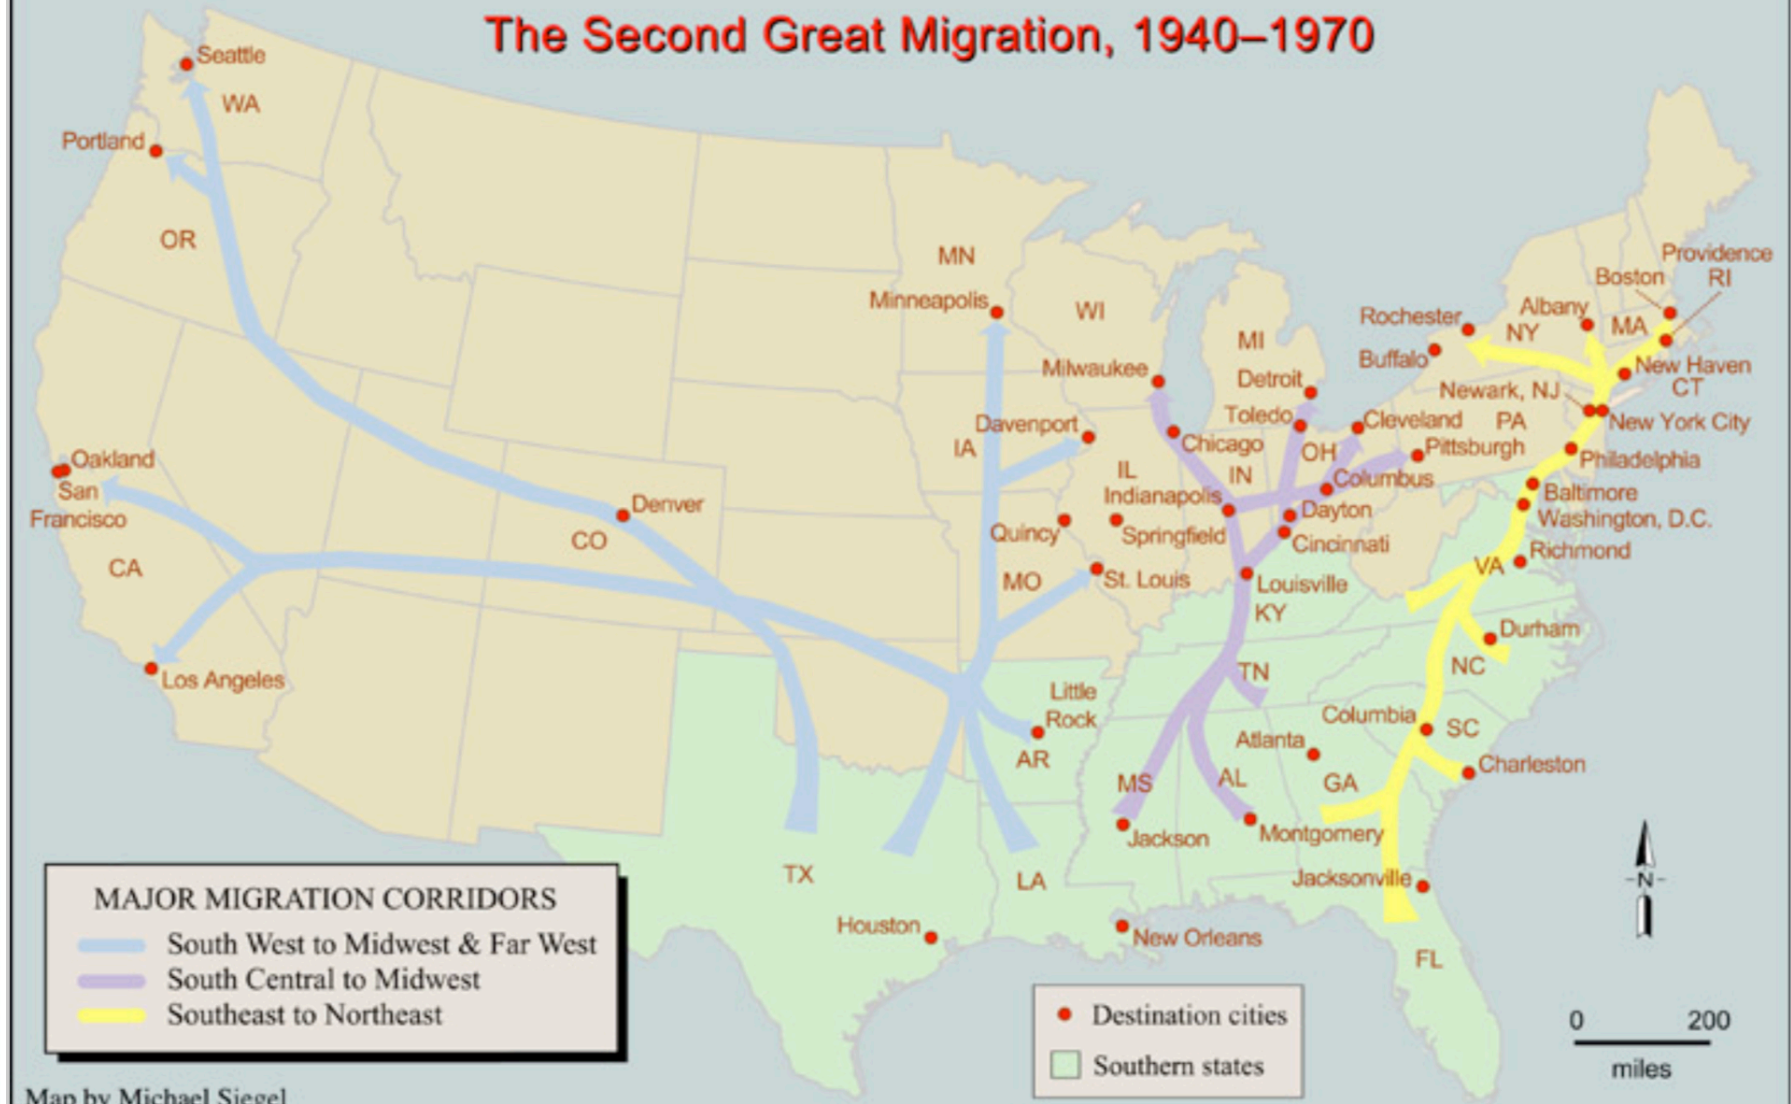 The Second Great Migration, 1940–1970
Seattle
WA
Portland
OR
MN
Minneapolis
WI
Milwaukee
MI
Detroit
Toledo
Rochester
Buffalo
Albany
NY
Boston
Providence
RI
MA
New Haven
CT
Newark, NJ
New York City
PA
Cleveland
Pittsburgh
Philadelphia
Davenport
IA
Chicago
OH
Columbus
IL
IN
Indianapolis
Baltimore
Washington, D.C.
Oakland
San
Francisco
CA
Denver
CO
Quincy
Springfield
Dayton
Cincinnati
MO
St. Louis
Louisville
KY
VA
Richmond
Los Angeles
Durham
NC
TN
Little
Rock
AR
Columbia
SC
Atlanta
Charleston
MS
AL
GA
Jackson
Montgomery
TX
LA
Jacksonville
Houston
New Orleans
FL
N
MAJOR MIGRATION CORRIDORS
South West to Midwest & Far West
South Central to Midwest
Southeast to Northeast
Destination cities
Southern states
0 200
miles
Map by Michael Siegel